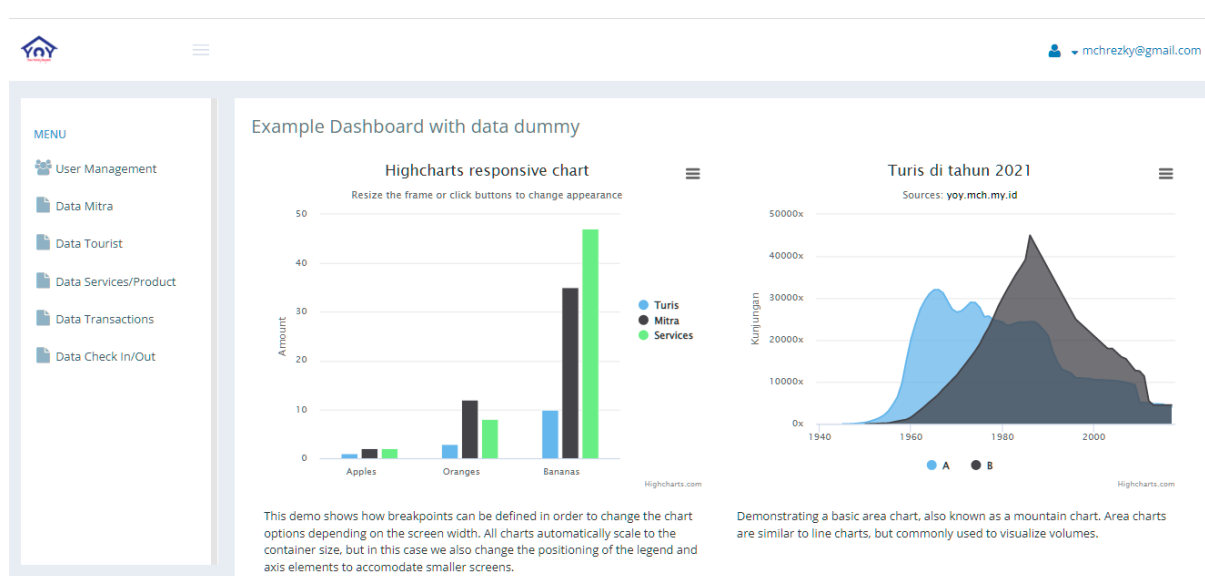 YOY
mchrezky@gmail.com
MENU
User Management
Data Mitra
Data Tourist
Data Services/Product
Data Transactions
Data Check In/Out
Example Dashboard with data dummy
Highcharts responsive chart
Resize the frame or click buttons to change appearance
50
40
30
20
10
0
Amount
Apples
Oranges
Bananas
Turis
Mitra
Services
Highcharts.com
This demo shows how breakpoints can be defined in order to change the chart
options depending on the screen width. All charts automatically scale to the
container size, but in this case we also change the positioning of the legend and
axis elements to accomodate smaller screens.
Turis di tahun 2021
Sources: yoy.mch.my.id
50000x
40000x
30000x
20000x
10000x
0x
Kunjungan
1940
1960
1980
2000
A
B
Highcharts.com
Demonstrating a basic area chart, also known as a mountain chart. Area charts
are similar to line charts, but commonly used to visualize volumes.